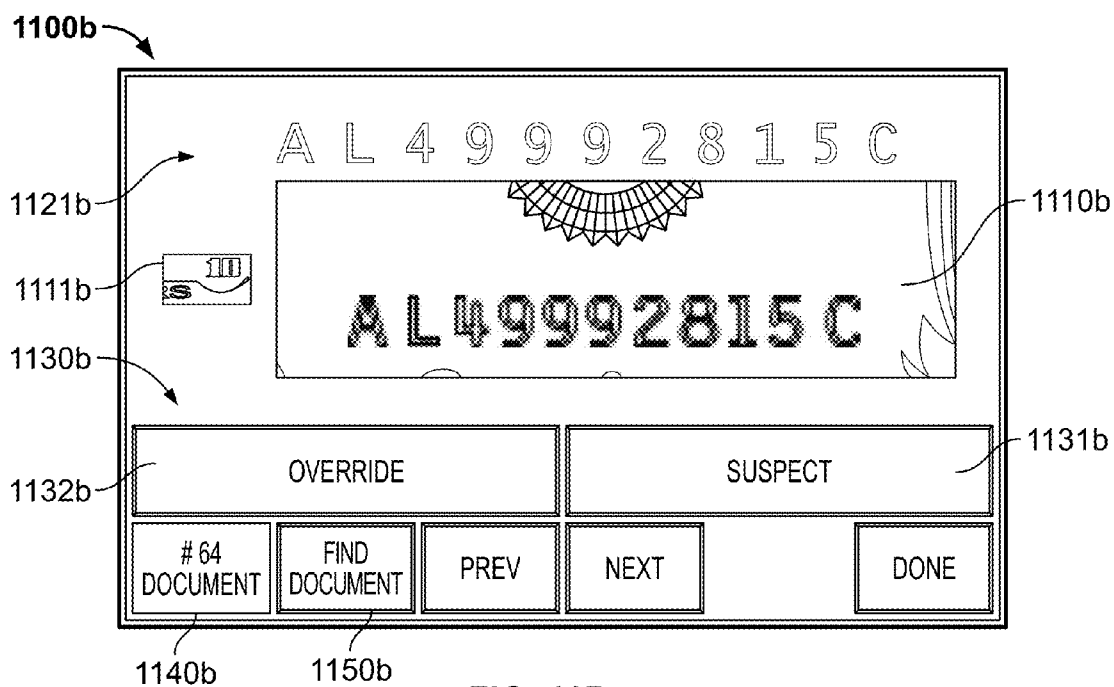 1100b
A L 4 9 9 9 2 8 1 5 C
1121b
1110b
10
1111b
AL49992815C
1130b
OVERRIDE
SUSPECT
1131b
1132b
# 64
DOCUMENT
FIND
DOCUMENT
PREV
NEXT
DONE
1140b
1150b